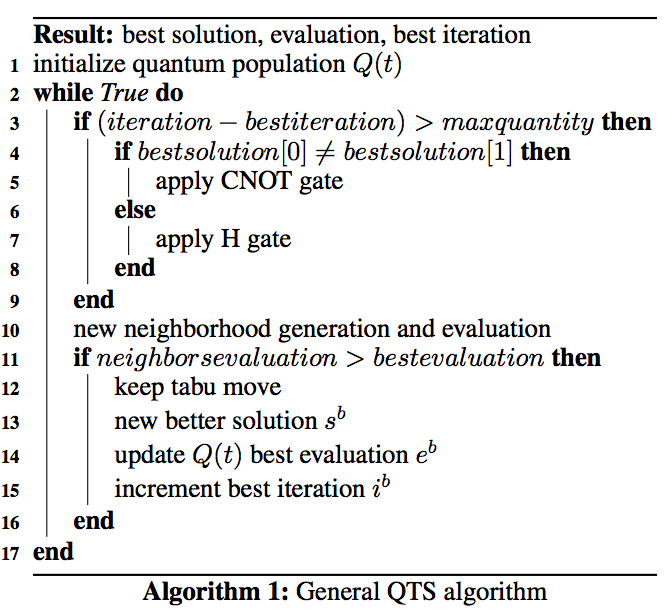 Result: best solution, evaluation, best iteration
1 initialize quantum population Q(t)
2 while True do
3 if (iteration − bestiteration) > maxquantity then
4 if bestsolution[0] ≠ bestsolution[1] then
5 apply CNOT gate
6 else
7 apply H gate
8 end
9 end
10 new neighborhood generation and evaluation
11 if neighborsevaluation > bestevaluation then
12 keep tabu move
13 new better solution s^b
14 update Q(t) best evaluation e^b
15 increment best iteration i^b
16 end
17 end
Algorithm 1: General QTS algorithm